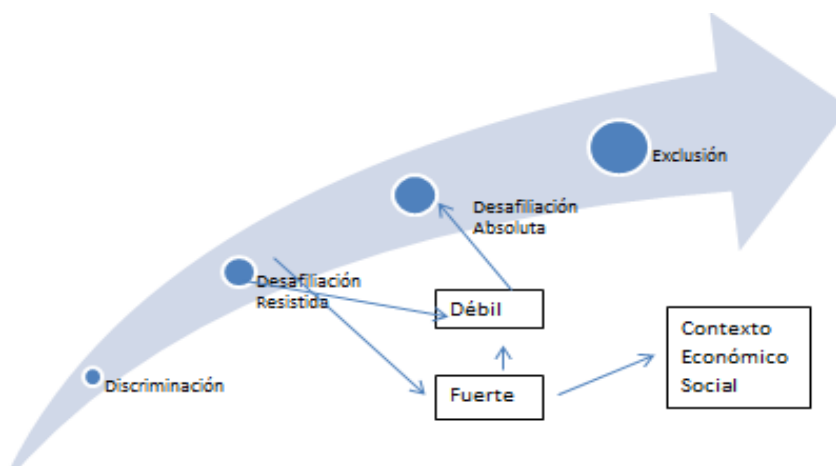 Exclusión
Desafiliación
Absoluta
Desafiliación
Resistida
Débil
Contexto
Económico
Social
Discriminación
Fuerte